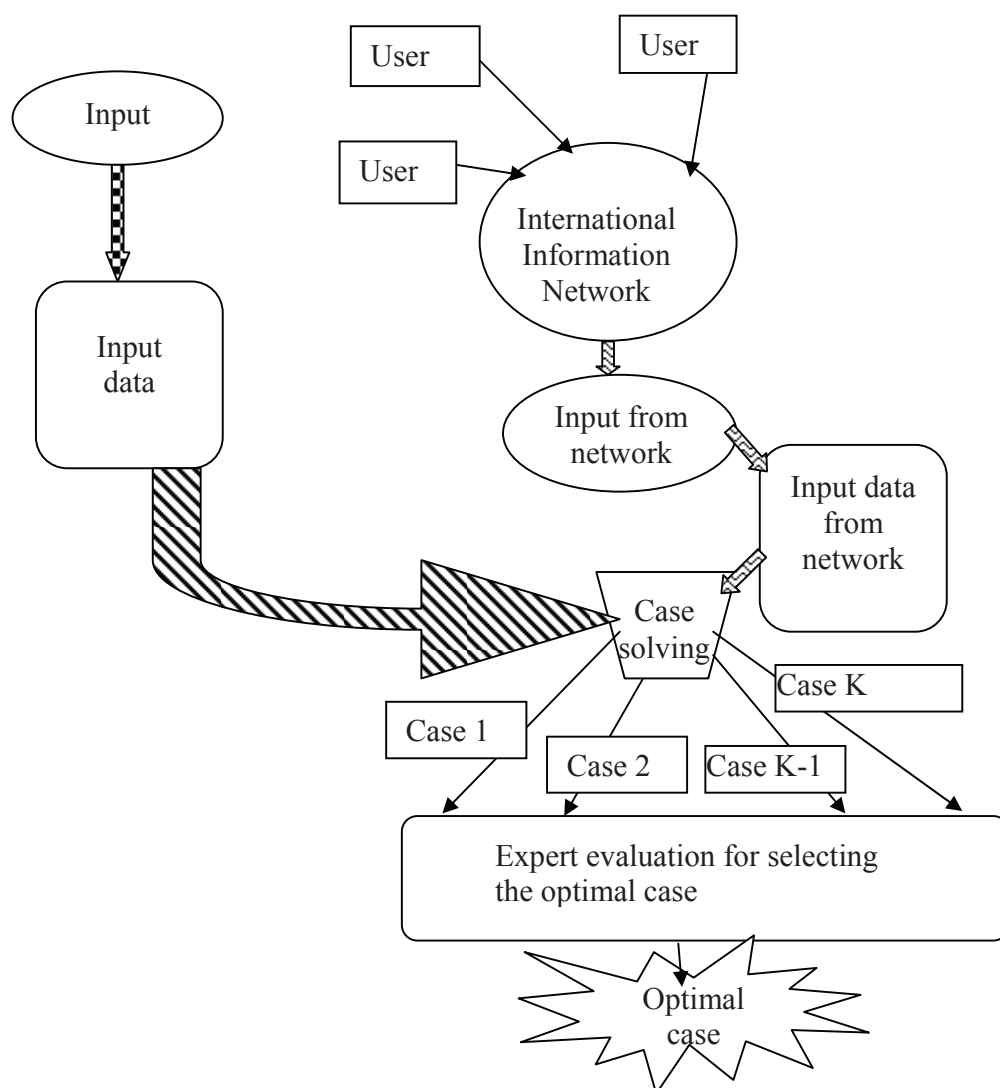 User
User
Input
User
International
Information
Network
Input
data
Input from
network
Input data
from
network
Case
solving
Case K
Case 1
Case 2
Case K-1
Expert evaluation for selecting
the optimal case
Optimal
case